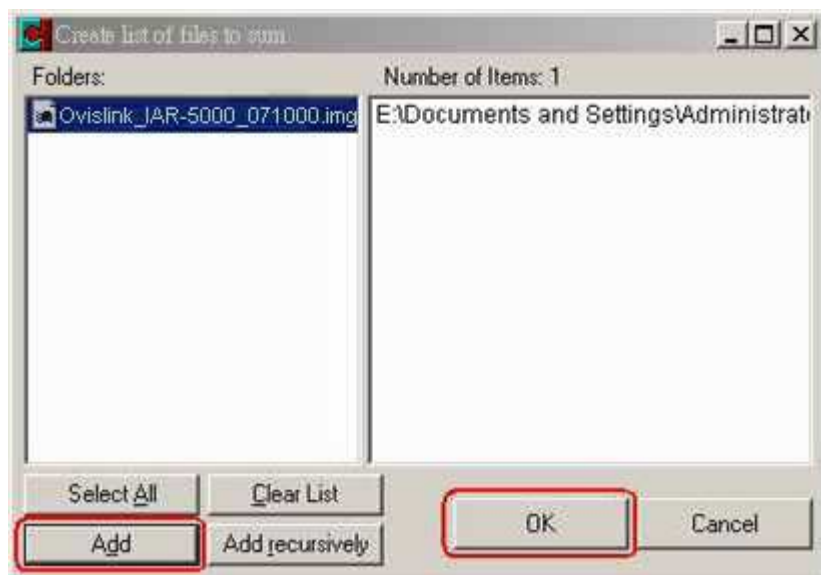 Create list of files to sum
Folders:
Number of Items: 1
Ovislink_IAR-5000_071000.img
E:\Documents and Settings\Administrat
Select All
Clear List
Add
Add recursively
OK
Cancel